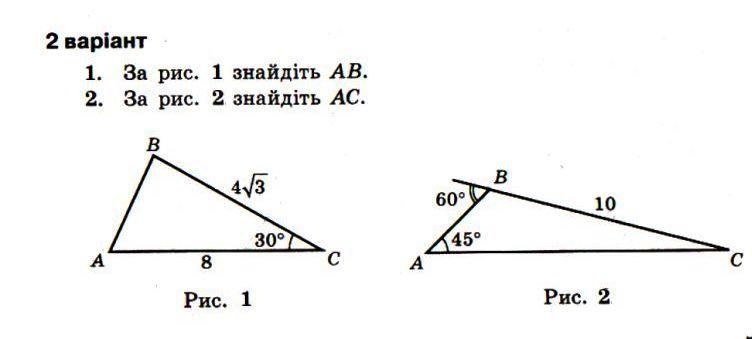 2 варіант
1. За рис. 1 знайдіть AB.
2. За рис. 2 знайдіть AC.
B
4√3
30°
A
8
C
Рис. 1
B
60°
10
45°
A
C
Рис. 2